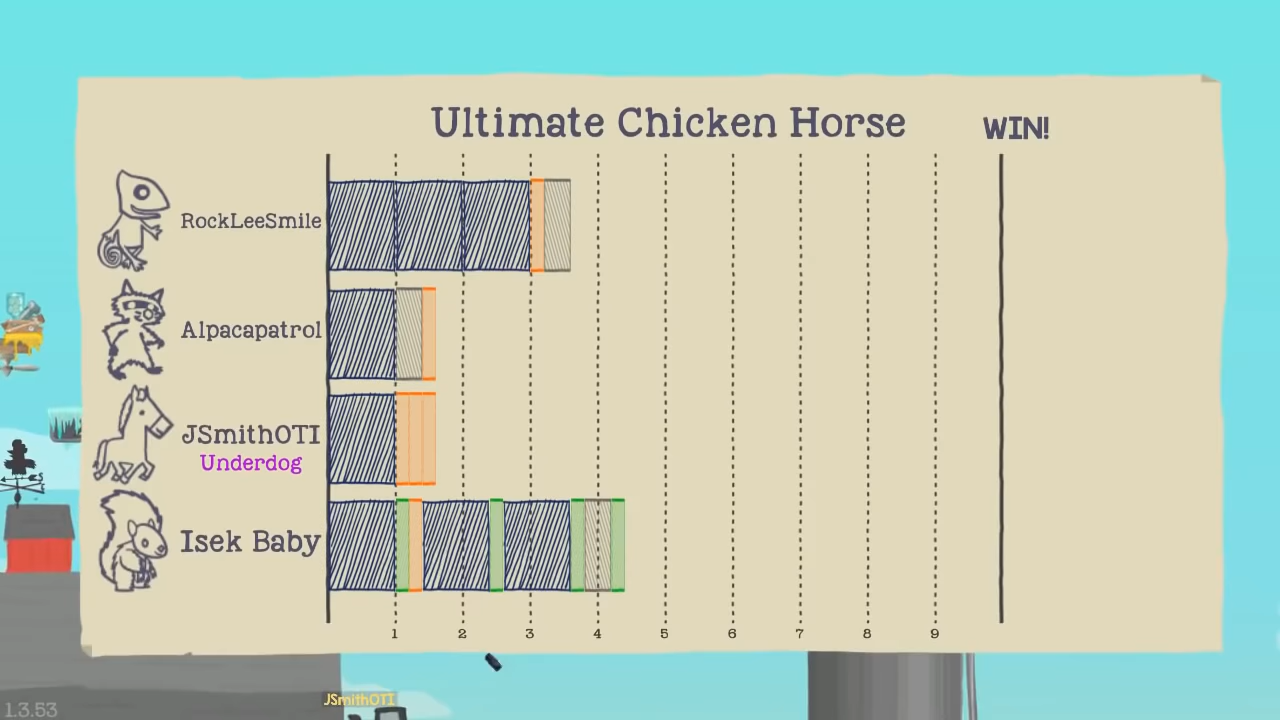 Ultimate Chicken Horse WIN!
RockLeeSmile
Alpacapatrol
JSmithOTI
Underdog
Isek Baby
1 2 3 4 5 6 7 8 9
JSmithOTI
1.3.53